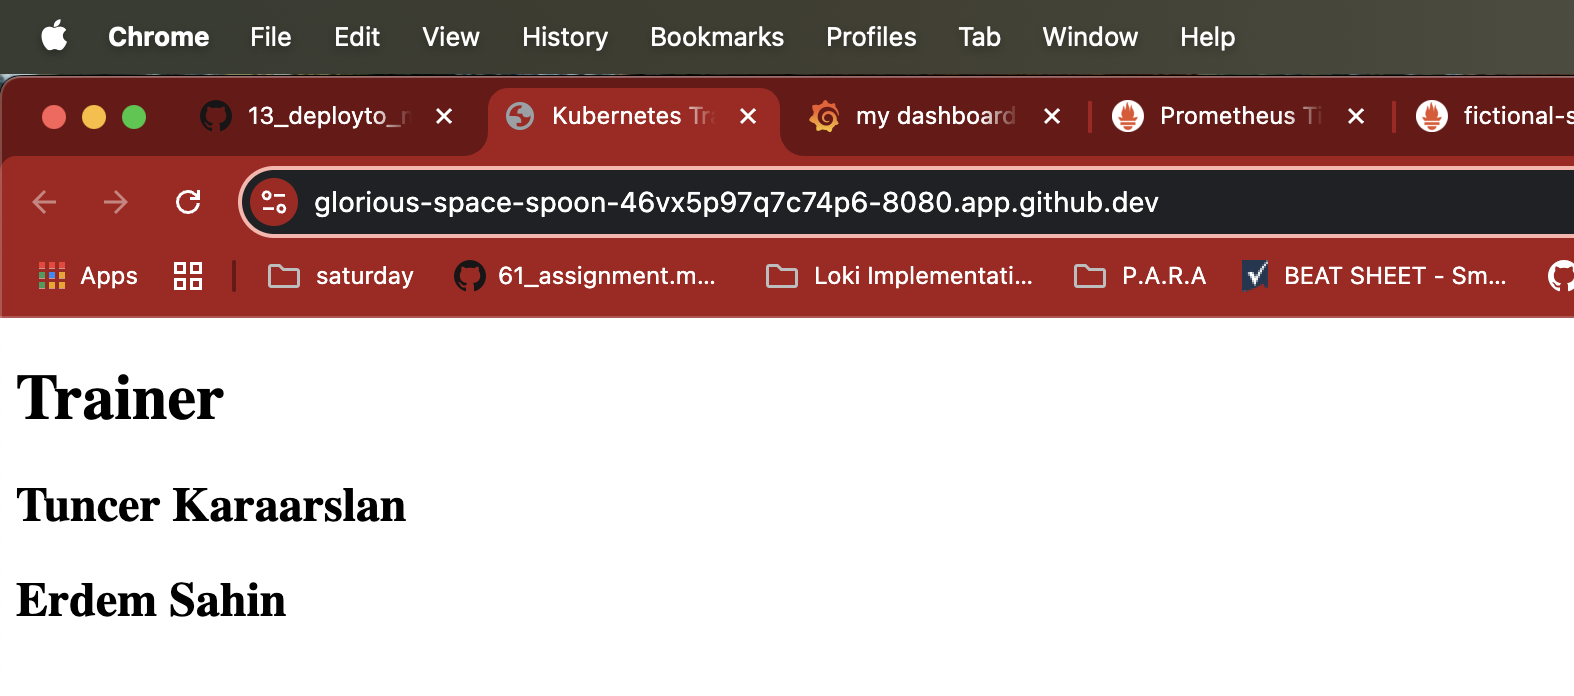 Chrome File Edit View History Bookmarks Profiles Tab Window Help
13_deployto_ Kubernetes Tr my dashboard Prometheus Ti fictional-s
glorious-space-spoon-46vx5p97q7c74p6-8080.app.github.dev
Apps saturday 61_assignment.m... Loki Implementati... P.A.R.A BEAT SHEET - Sm...
Trainer
Tuncer Karaarslan
Erdem Sahin